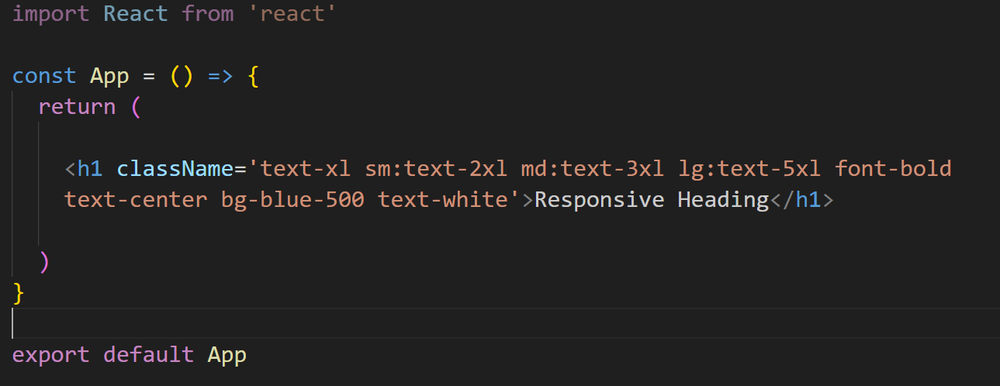 import React from 'react'
const App = () => {
return (
<h1 className='text-xl sm:text-2xl md:text-3xl lg:text-5xl font-bold
text-center bg-blue-500 text-white'>Responsive Heading</h1>
)
}
export default App